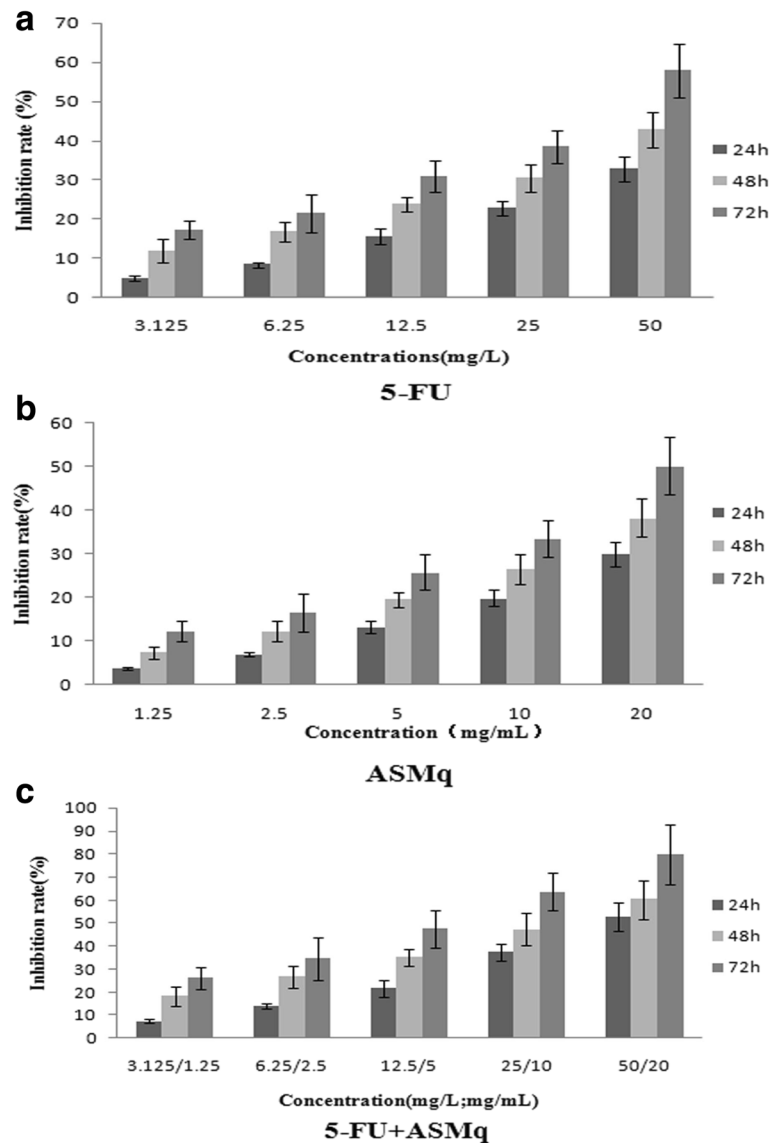 a
70
60
50
40
30
20
10
0
Inhibition rate (%)
3.125 6.25 12.5 25 50
Concentrations(mg/L)
5-FU
24h
48h
72h
b
60
50
40
30
20
10
0
Inhibition rate(%)
1.25 2.5 5 10 20
Concentration ( mg/mL )
ASMq
24h
48h
72h
c
100
90
80
70
60
50
40
30
20
10
0
Inhibition rate(%)
3.125/1.25 6.25/2.5 12.5/5 25/10 50/20
Concentration(mg/L;mg/mL)
5-FU+ASMq
24h
48h
72h